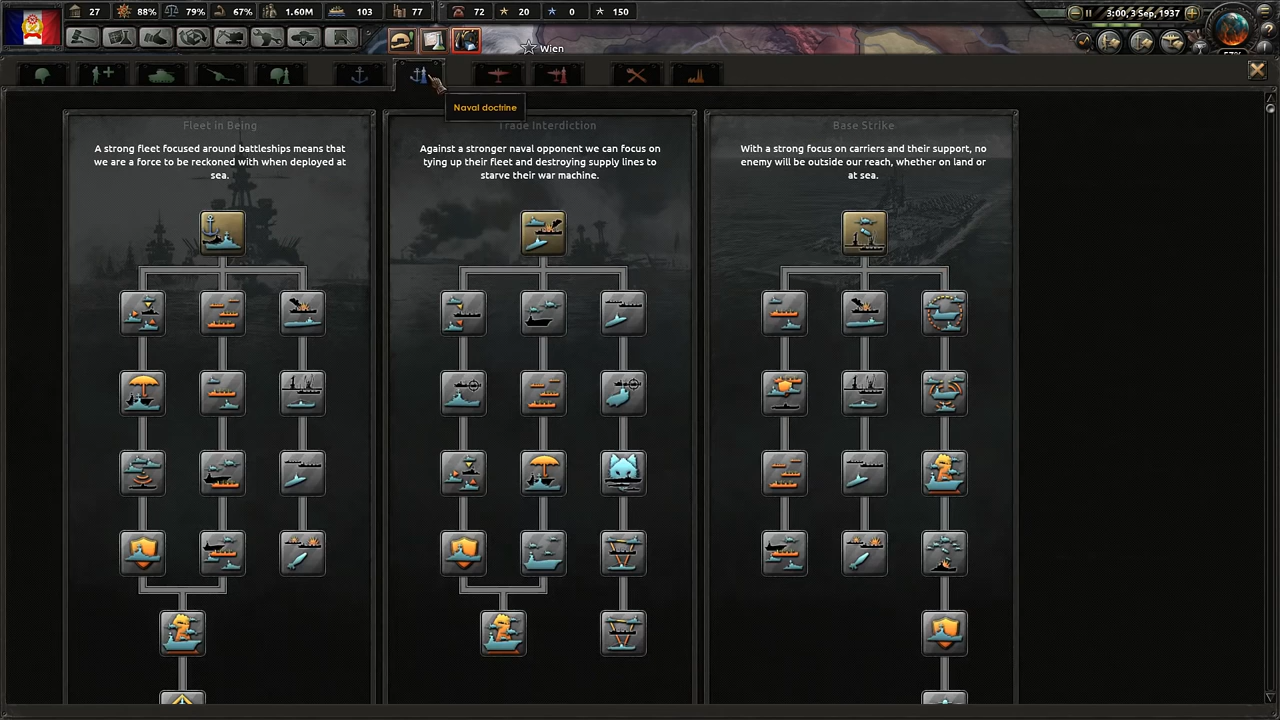 27 88% 79% 67% 1.60M 103 77 72 20 0 150 3:00, 3 Sep, 1937
Wien
57%
Naval doctrine
Fleet in Being
A strong fleet focused around battleships means that
we are a force to be reckoned with when deployed at
sea.
Trade Interdiction
Against a stronger naval opponent we can focus on
tying up their fleet and destroying supply lines to
starve their war machine.
Base Strike
With a strong focus on carriers and their support, no
enemy will be outside our reach, whether on land or
at sea.